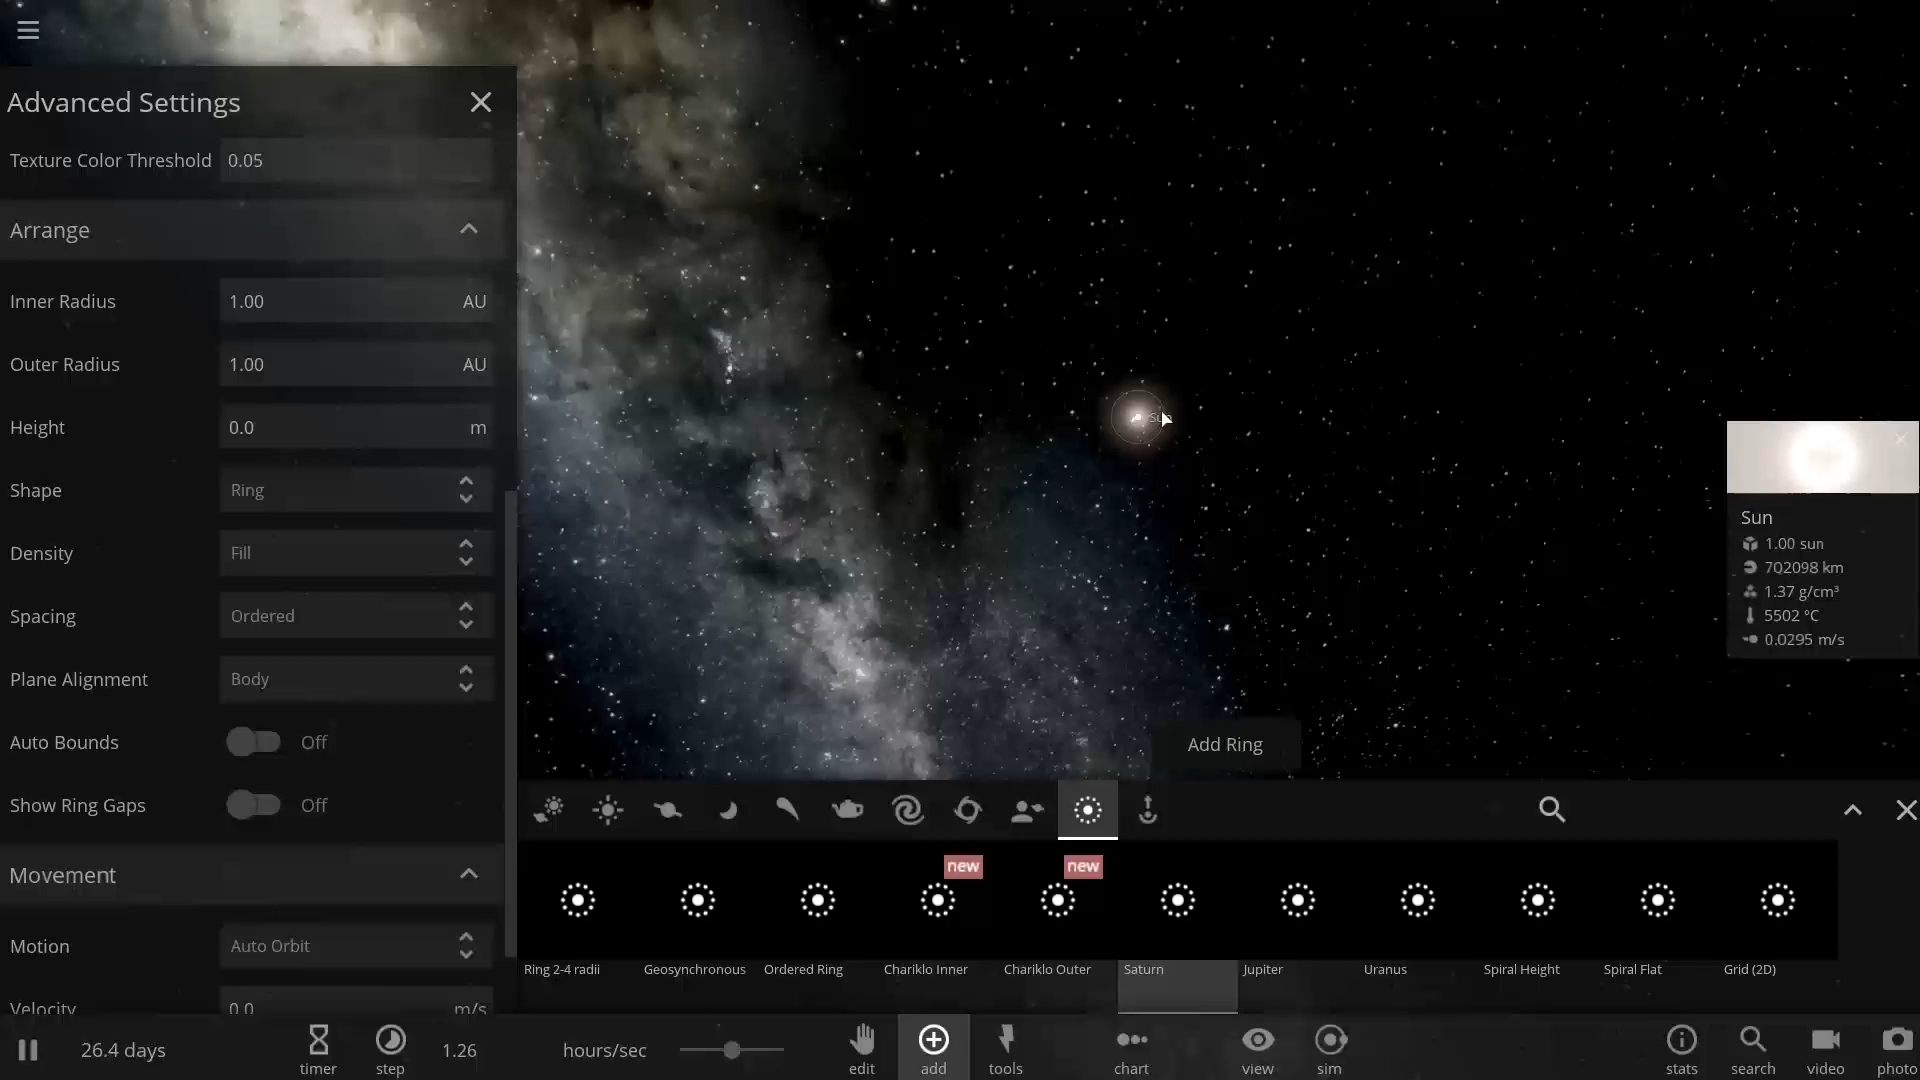 Advanced Settings
Texture Color Threshold 0.05
Arrange
Inner Radius 1.00 AU
Outer Radius 1.00 AU
Height 0.0 m
Shape Ring
Density Fill
Spacing Ordered
Plane Alignment Body
Auto Bounds Off
Show Ring Gaps Off
Movement
Motion Auto Orbit
Velocity 0.0 m/s
Sun
Sun
1.00 sun
702098 km
1.37 g/cm³
5502 °C
0.0295 m/s
Add Ring
new new
Ring 2-4 radii Geosynchronous Ordered Ring Chariklo Inner Chariklo Outer Saturn Jupiter Uranus Spiral Height Spiral Flat Grid (2D)
26.4 days timer step 1.26 hours/sec edit add tools chart view sim stats search video photo